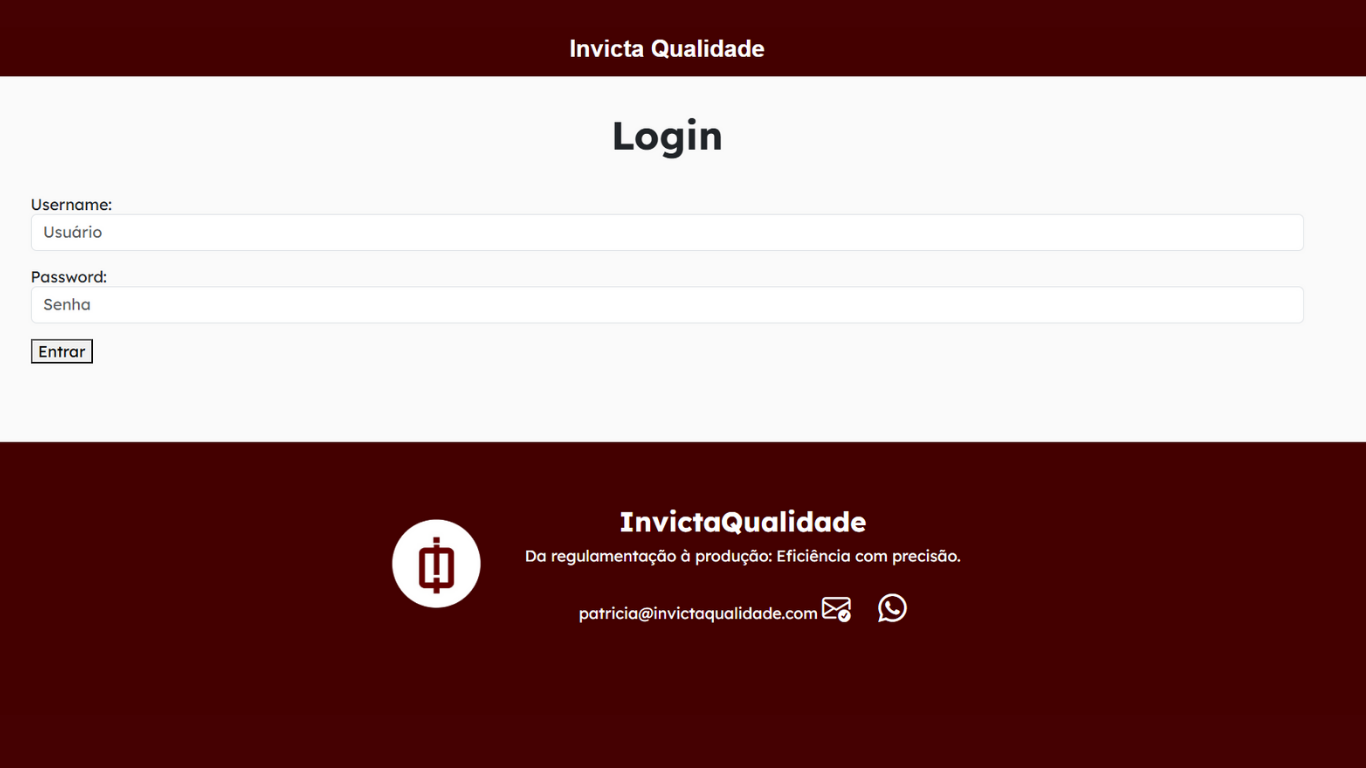 Invicta Qualidade
Login
Username:
Usuário
Password:
Senha
Entrar
InvictaQualidade
Da regulamentação à produção: Eficiência com precisão.
patricia@invictaqualidade.com